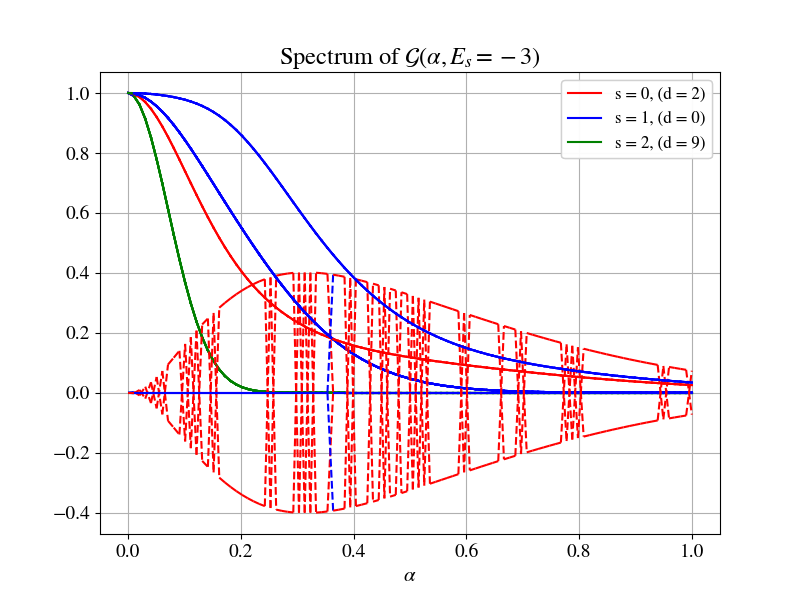 Spectrum of 𝒢(α, E_s = −3)
s = 0, (d = 2)
s = 1, (d = 0)
s = 2, (d = 9)
1.0
0.8
0.6
0.4
0.2
0.0
−0.2
−0.4
0.0 0.2 0.4 0.6 0.8 1.0
α